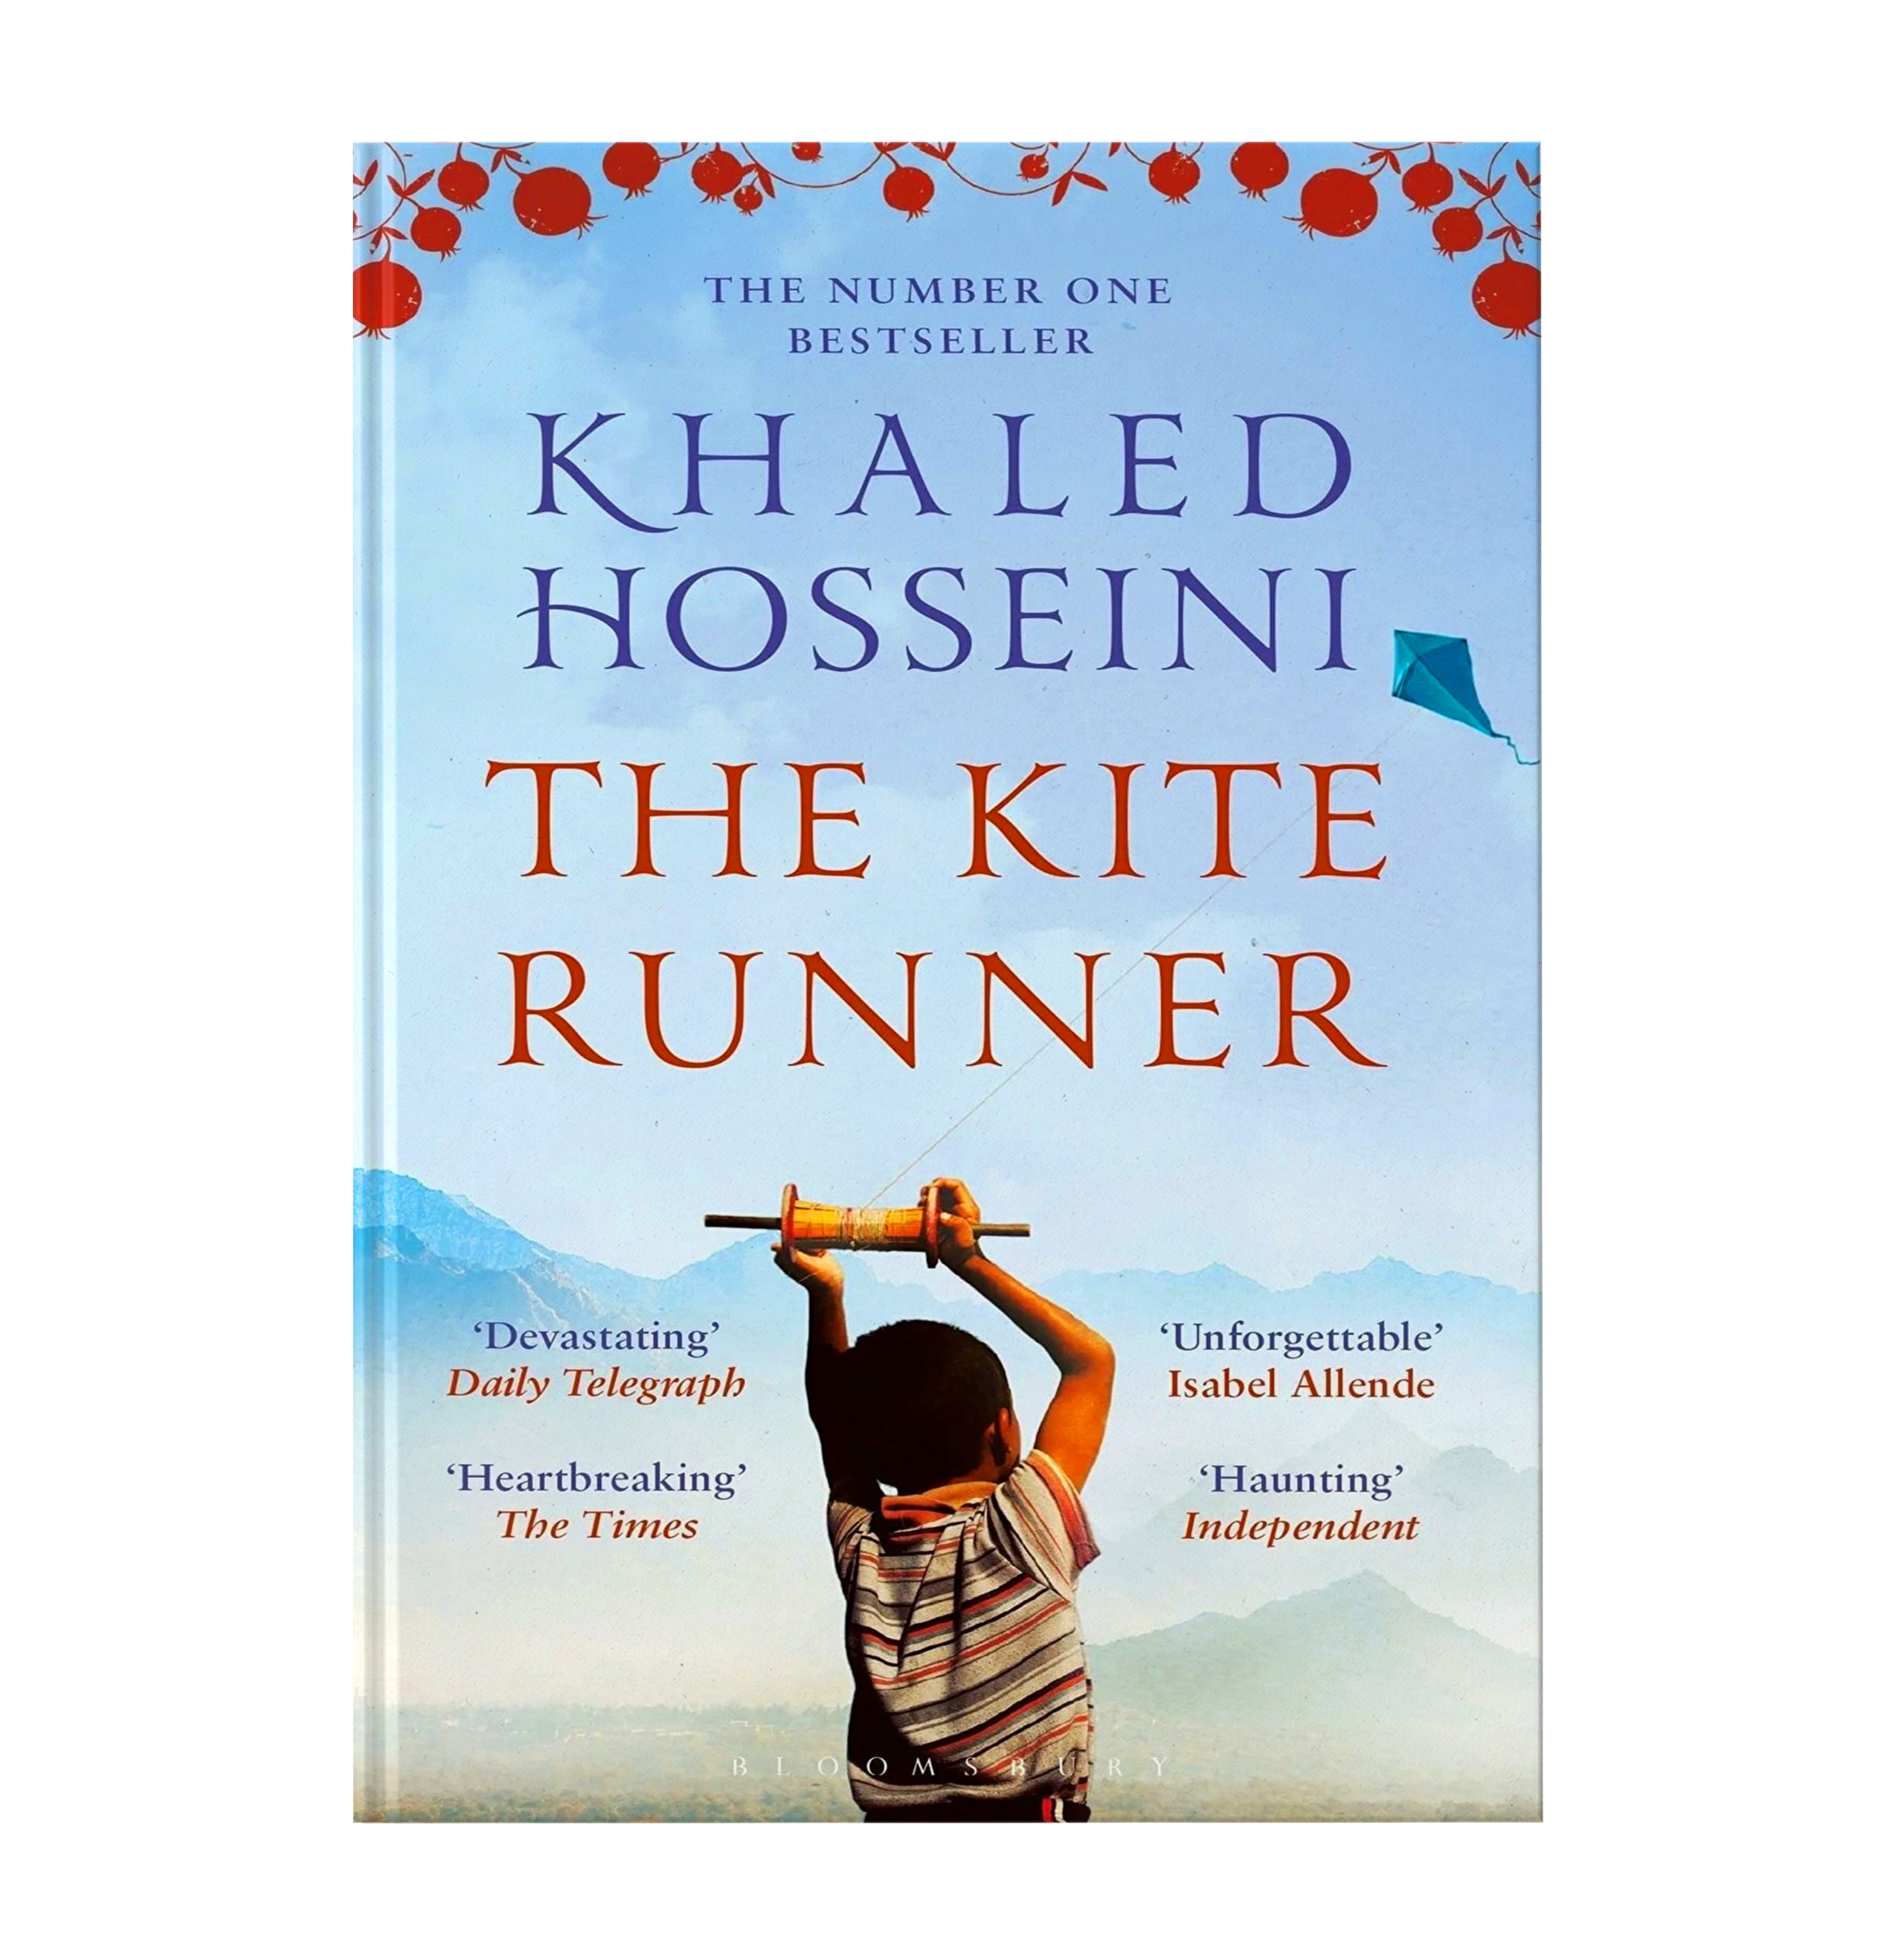 THE NUMBER ONE
BESTSELLER
KHALED
HOSSEINI
THE KITE
RUNNER
‘Devastating’
Daily Telegraph
‘Unforgettable’
Isabel Allende
‘Heartbreaking’
The Times
‘Haunting’
Independent
BLOOMSBURY